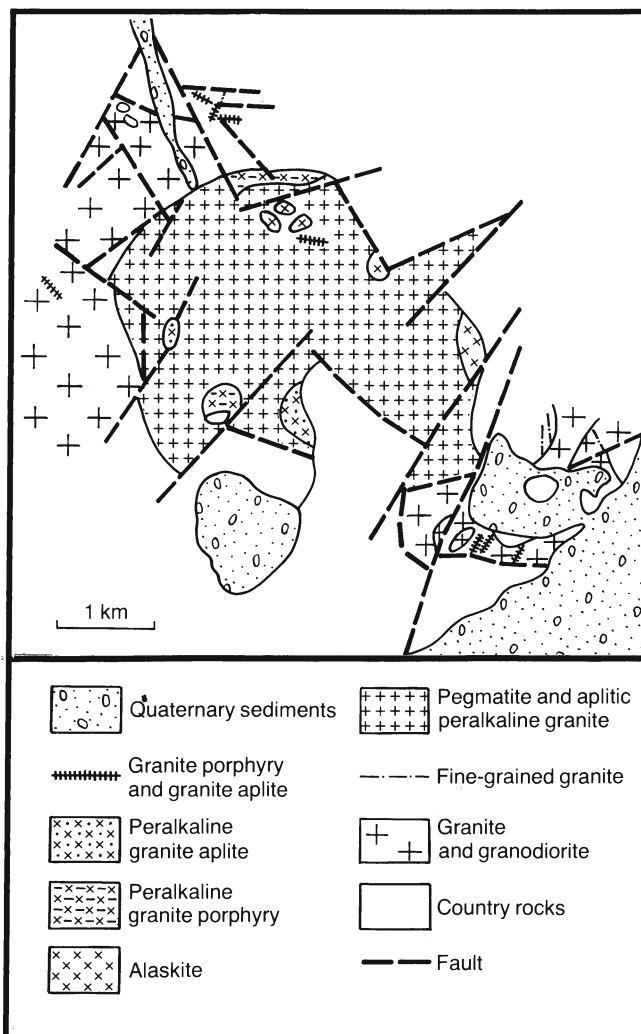 1 km
Quaternary sediments
Granite porphyry
and granite aplite
Peralkaline
granite aplite
Peralkaline
granite porphyry
Alaskite
Pegmatite and aplitic
peralkaline granite
Fine-grained granite
Granite
and granodiorite
Country rocks
Fault